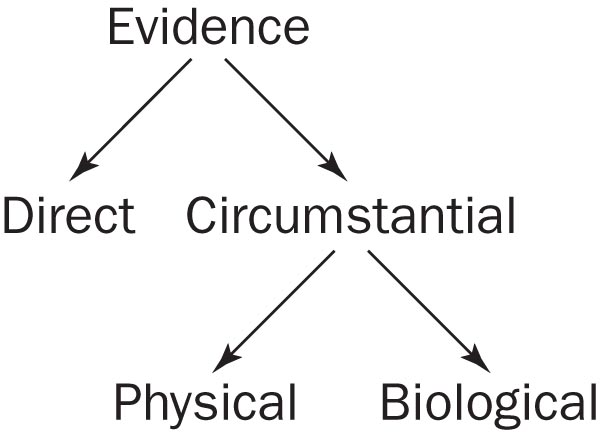 Evidence
Direct Circumstantial
Physical Biological